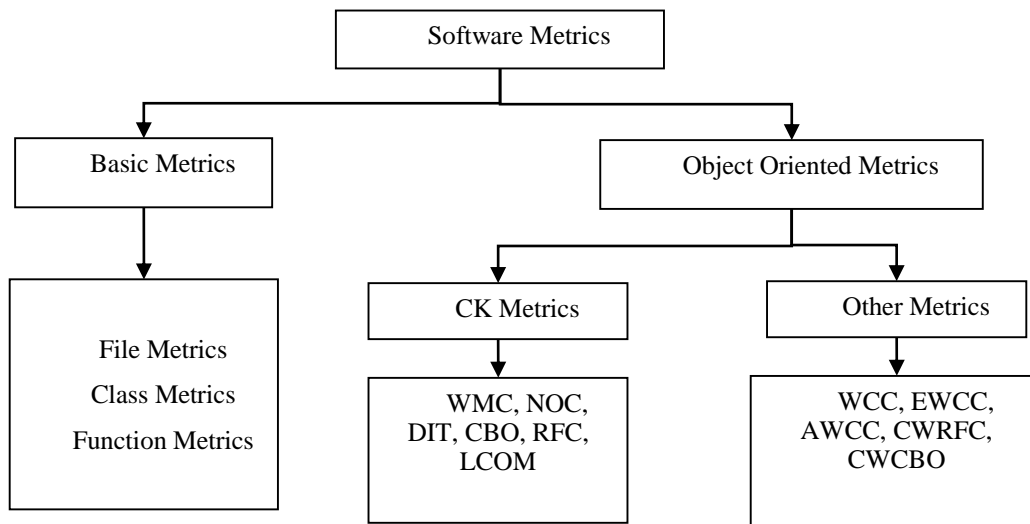 Software Metrics
Basic Metrics
Object Oriented Metrics
CK Metrics
Other Metrics
File Metrics
Class Metrics
Function Metrics
WMC, NOC,
DIT, CBO, RFC,
LCOM
WCC, EWCC,
AWCC, CWRFC,
CWCBO